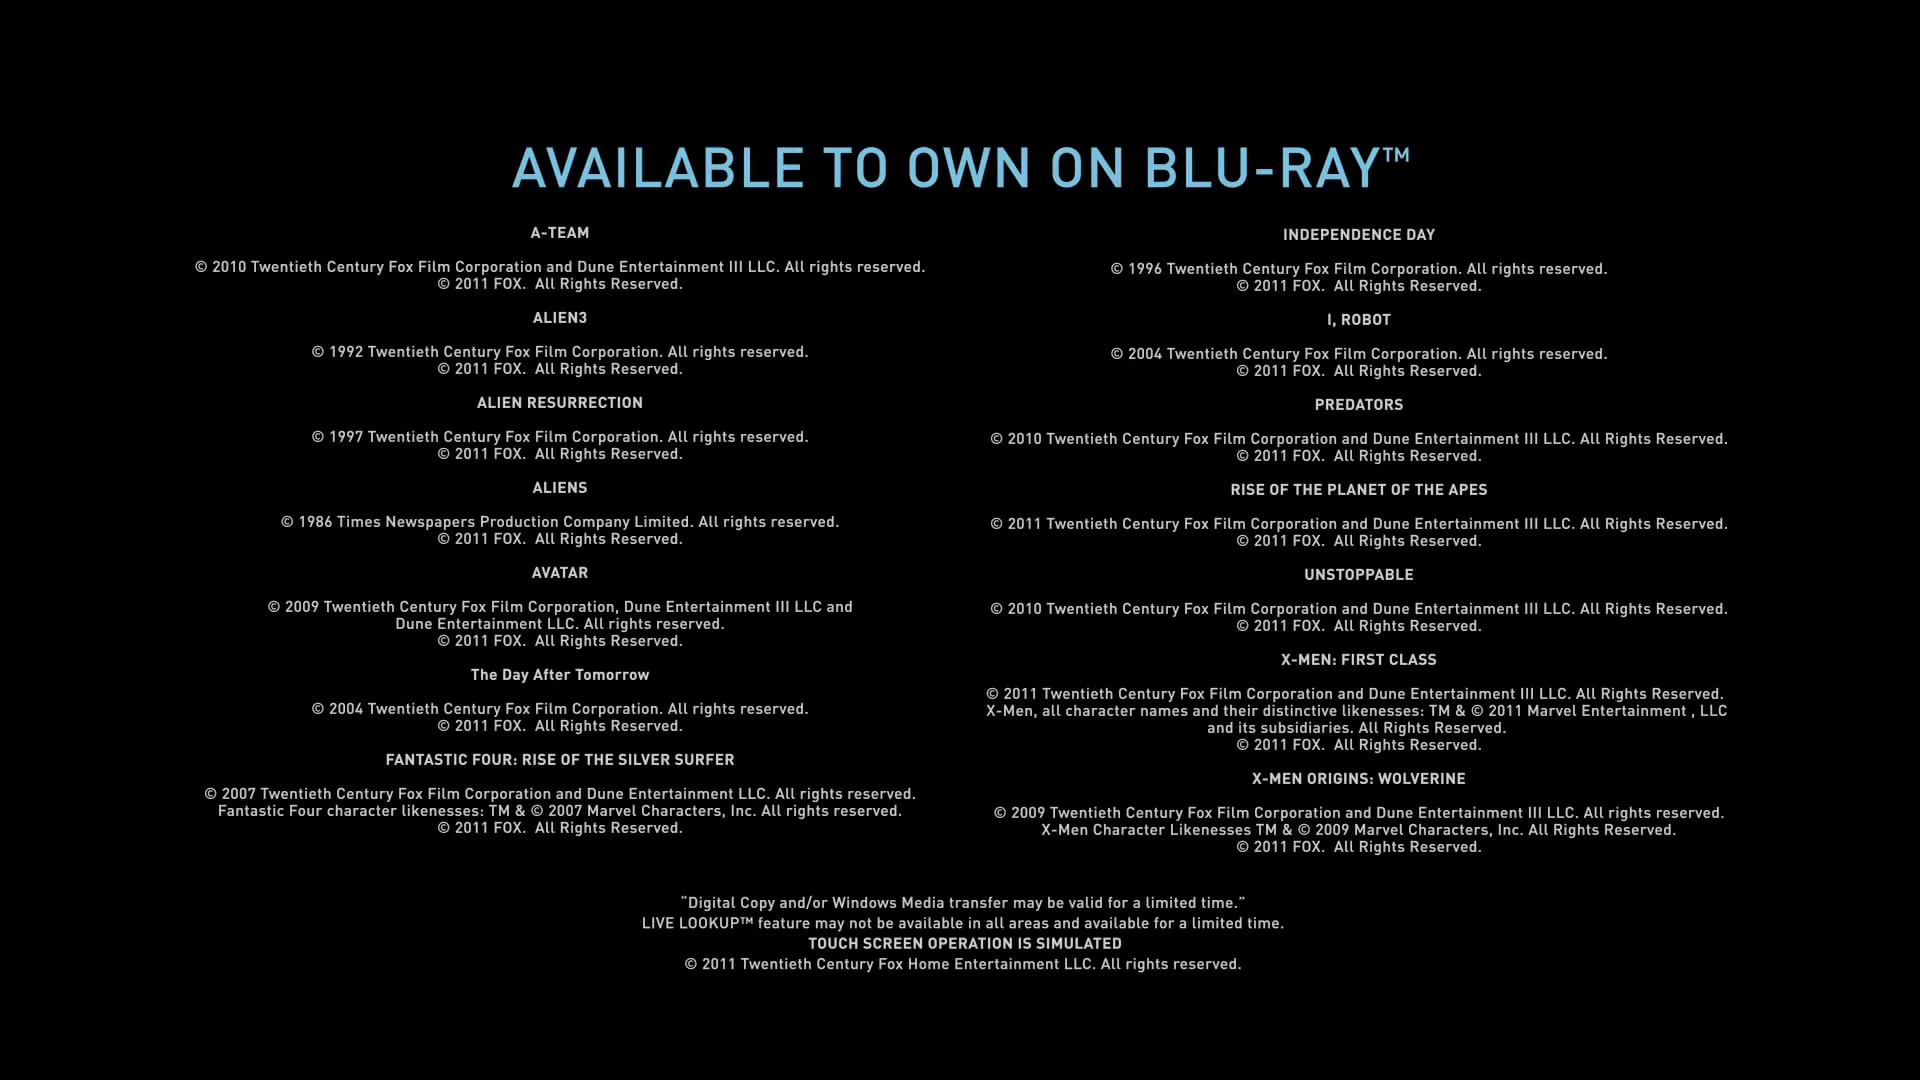 AVAILABLE TO OWN ON BLU-RAY™
A-TEAM
© 2010 Twentieth Century Fox Film Corporation and Dune Entertainment III LLC. All rights reserved.
© 2011 FOX.  All Rights Reserved.
ALIEN3
© 1992 Twentieth Century Fox Film Corporation. All rights reserved.
© 2011 FOX.  All Rights Reserved.
ALIEN RESURRECTION
© 1997 Twentieth Century Fox Film Corporation. All rights reserved.
© 2011 FOX.  All Rights Reserved.
ALIENS
© 1986 Times Newspapers Production Company Limited. All rights reserved.
© 2011 FOX.  All Rights Reserved.
AVATAR
© 2009 Twentieth Century Fox Film Corporation, Dune Entertainment III LLC and
Dune Entertainment LLC. All rights reserved.
© 2011 FOX.  All Rights Reserved.
The Day After Tomorrow
© 2004 Twentieth Century Fox Film Corporation. All rights reserved.
© 2011 FOX.  All Rights Reserved.
FANTASTIC FOUR: RISE OF THE SILVER SURFER
© 2007 Twentieth Century Fox Film Corporation and Dune Entertainment LLC. All rights reserved.
Fantastic Four character likenesses: TM & © 2007 Marvel Characters, Inc. All rights reserved.
© 2011 FOX.  All Rights Reserved.
INDEPENDENCE DAY
© 1996 Twentieth Century Fox Film Corporation. All rights reserved.
© 2011 FOX.  All Rights Reserved.
I, ROBOT
© 2004 Twentieth Century Fox Film Corporation. All rights reserved.
© 2011 FOX.  All Rights Reserved.
PREDATORS
© 2010 Twentieth Century Fox Film Corporation and Dune Entertainment III LLC. All Rights Reserved.
© 2011 FOX.  All Rights Reserved.
RISE OF THE PLANET OF THE APES
© 2011 Twentieth Century Fox Film Corporation and Dune Entertainment III LLC. All Rights Reserved.
© 2011 FOX.  All Rights Reserved.
UNSTOPPABLE
© 2010 Twentieth Century Fox Film Corporation and Dune Entertainment III LLC. All Rights Reserved.
© 2011 FOX.  All Rights Reserved.
X-MEN: FIRST CLASS
© 2011 Twentieth Century Fox Film Corporation and Dune Entertainment III LLC. All Rights Reserved.
X-Men, all character names and their distinctive likenesses: TM & © 2011 Marvel Entertainment , LLC
and its subsidiaries. All Rights Reserved.
© 2011 FOX.  All Rights Reserved.
X-MEN ORIGINS: WOLVERINE
© 2009 Twentieth Century Fox Film Corporation and Dune Entertainment III LLC. All rights reserved.
X-Men Character Likenesses TM & © 2009 Marvel Characters, Inc. All Rights Reserved.
© 2011 FOX.  All Rights Reserved.
“Digital Copy and/or Windows Media transfer may be valid for a limited time.”
LIVE LOOKUP™ feature may not be available in all areas and available for a limited time.
TOUCH SCREEN OPERATION IS SIMULATED
© 2011 Twentieth Century Fox Home Entertainment LLC. All rights reserved.